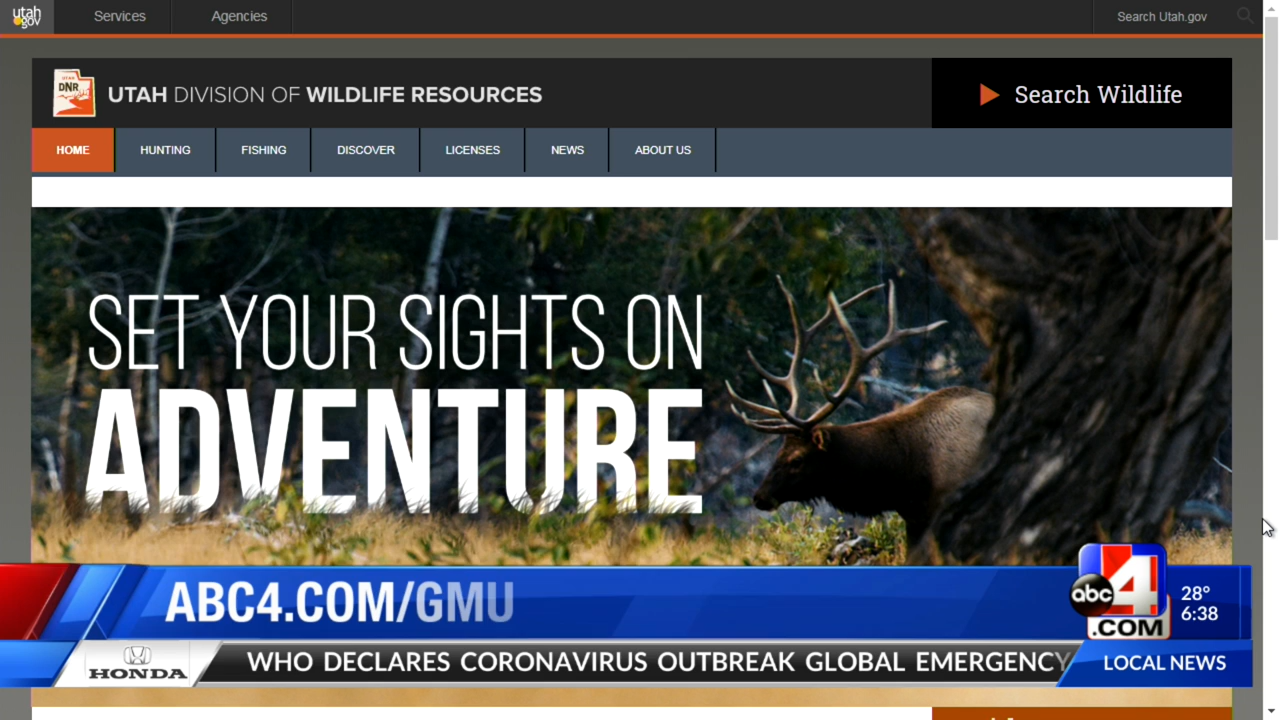 utah gov
Services
Agencies
Search Utah.gov
UTAH
DNR
UTAH DIVISION OF WILDLIFE RESOURCES
Search Wildlife
HOME
HUNTING
FISHING
DISCOVER
LICENSES
NEWS
ABOUT US
SET YOUR SIGHTS ON
ADVENTURE
ABC4.COM/GMU
abc 4
.COM
28°
6:38
HONDA
WHO DECLARES CORONAVIRUS OUTBREAK GLOBAL EMERGENCY
LOCAL NEWS